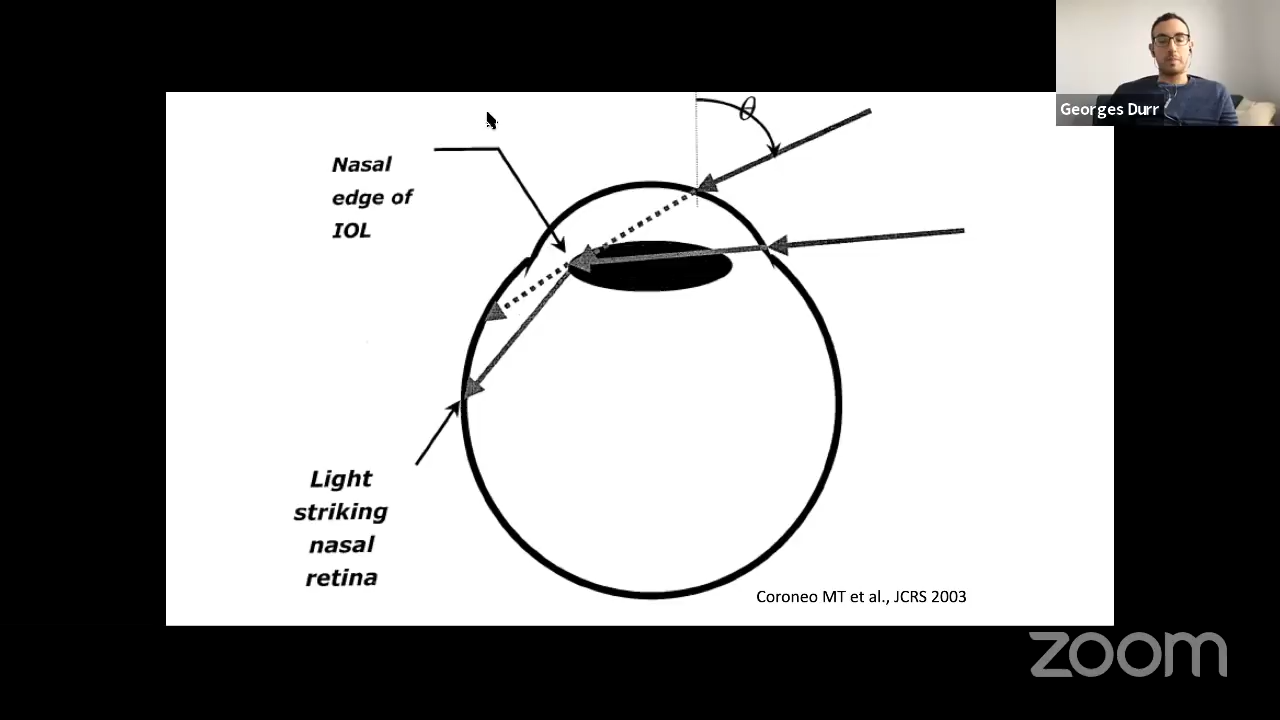 Georges Durr
θ
Nasal
edge of
IOL
Light
striking
nasal
retina
Coroneo MT et al., JCRS 2003
zoom